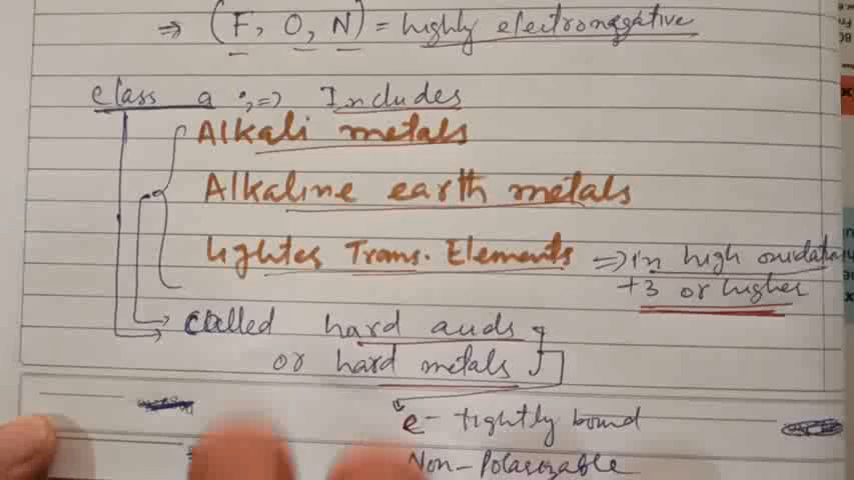 ⇒ (F, O, N) = highly electronegative
class a ;⇒ Includes
Alkali metals
Alkaline earth metals
Lighter Trans. Elements ⇒ in high oxidation
+3 or higher
called hard acids
or hard metals
e- tightly bound
Non-Polarizable